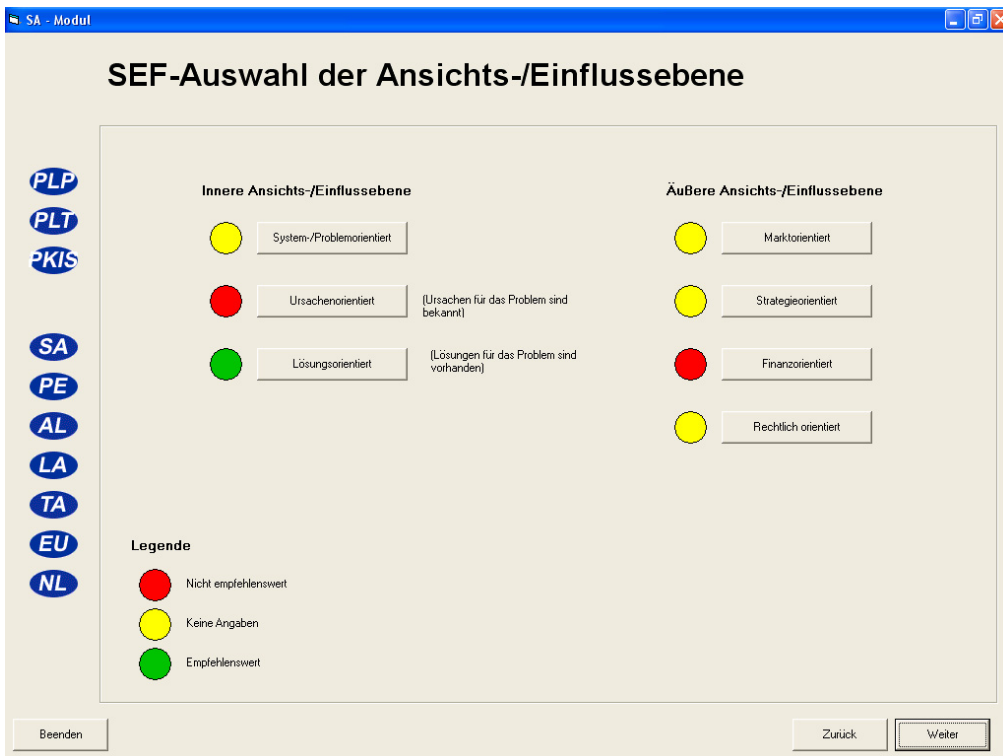 SA - Modul
SEF-Auswahl der Ansichts-/Einflussebene
PLP
PLT
PKIS
SA
PE
AL
LA
TA
EU
NL
Innere Ansichts-/Einflussebene
System-/Problemorientiert
Ursachenorientiert
(Ursachen für das Problem sind
bekannt)
Lösungsorientiert
(Lösungen für das Problem sind
vorhanden)
Äußere Ansichts-/Einflussebene
Marktorientiert
Strategieorientiert
Finanzorientiert
Rechtlich orientiert
Legende
Nicht empfehlenswert
Keine Angaben
Empfehlenswert
Beenden
Zurück
Weiter